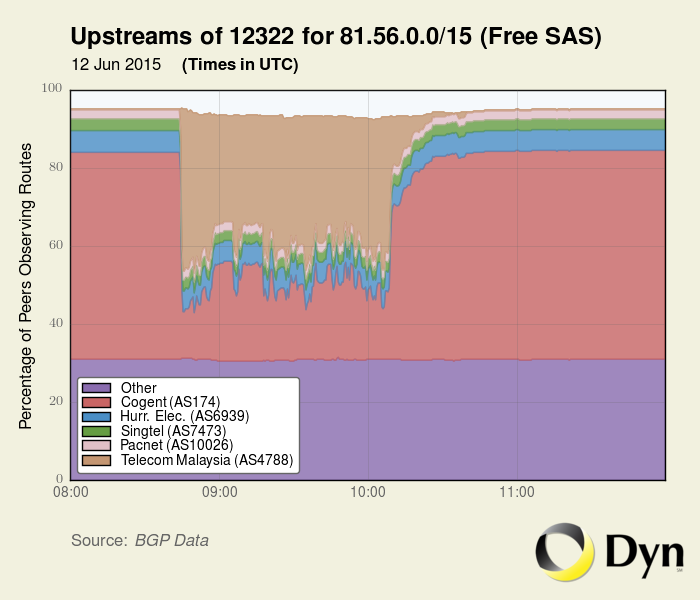 Upstreams of 12322 for 81.56.0.0/15 (Free SAS)
12 Jun 2015 (Times in UTC)
Percentage of Peers Observing Routes
100
80
60
40
20
0
Other
Cogent (AS174)
Hurr. Elec. (AS6939)
Singtel (AS7473)
Pacnet (AS10026)
Telecom Malaysia (AS4788)
08:00 09:00 10:00 11:00
Source: BGP Data
Dyn